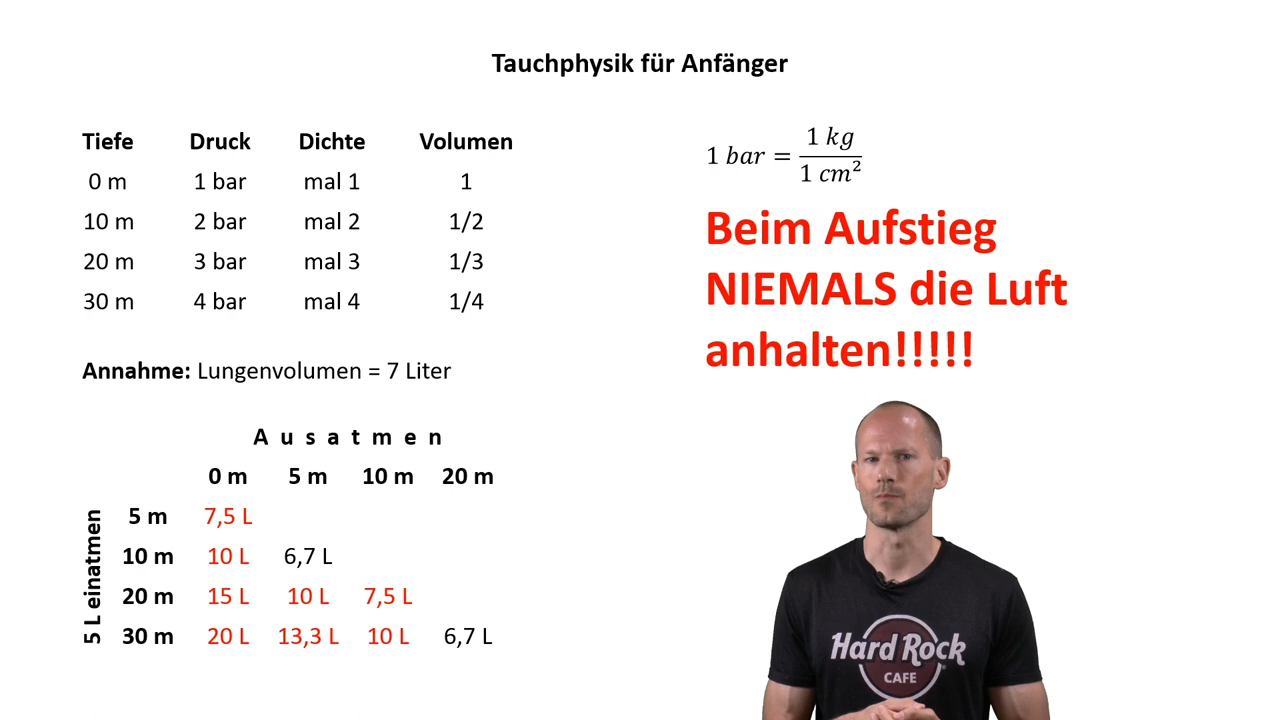 Tauchphysik für Anfänger
Tiefe Druck Dichte Volumen
0 m 1 bar mal 1 1
10 m 2 bar mal 2 1/2
20 m 3 bar mal 3 1/3
30 m 4 bar mal 4 1/4
Annahme: Lungenvolumen = 7 Liter
A u s a t m e n
0 m 5 m 10 m 20 m
5 L einatmen
5 m 7,5 L
10 m 10 L 6,7 L
20 m 15 L 10 L 7,5 L
30 m 20 L 13,3 L 10 L 6,7 L
1 bar = 1 kg / 1 cm²
Beim Aufstieg
NIEMALS die Luft
anhalten!!!!!
Hard Rock
CAFE